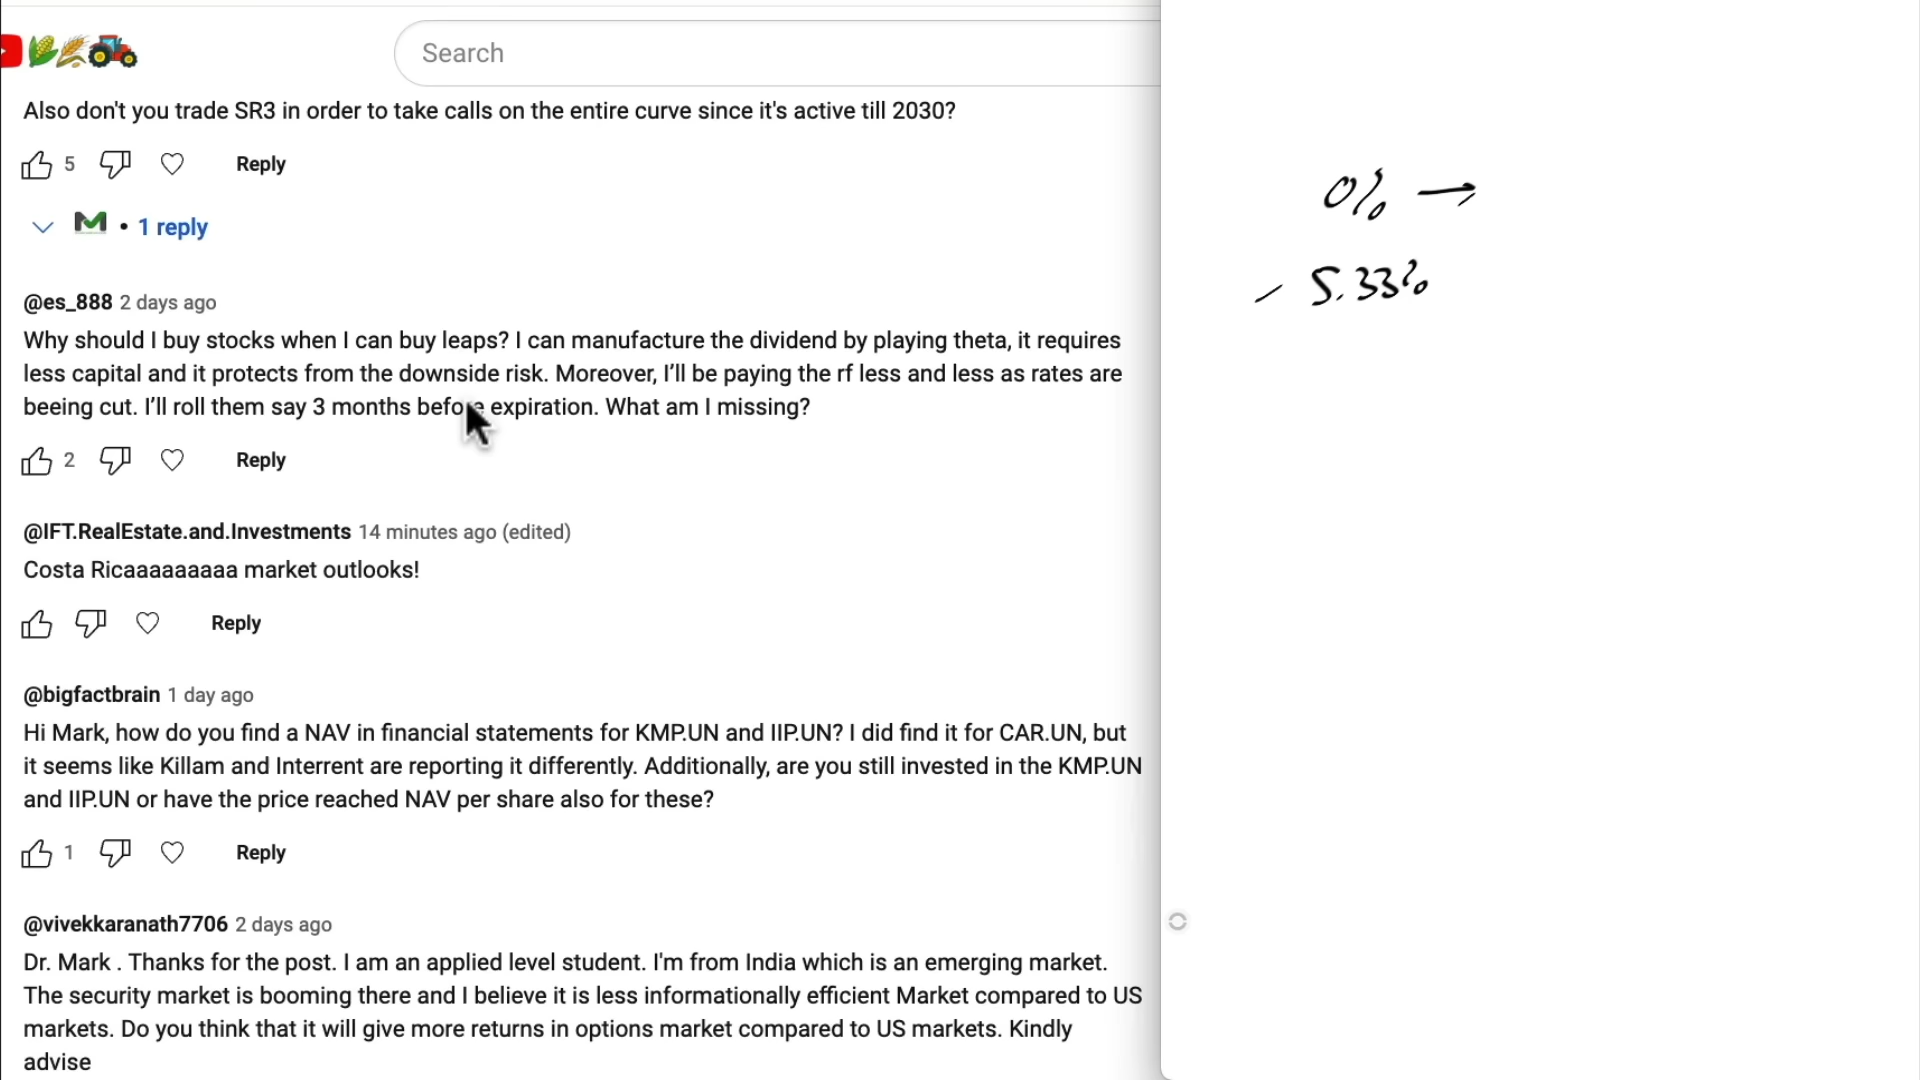 Search
Also don't you trade SR3 in order to take calls on the entire curve since it's active till 2030?
5 Reply
• 1 reply
@es_888 2 days ago
Why should I buy stocks when I can buy leaps? I can manufacture the dividend by playing theta, it requires
less capital and it protects from the downside risk. Moreover, I’ll be paying the rf less and less as rates are
beeing cut. I’ll roll them say 3 months before expiration. What am I missing?
2 Reply
@IFT.RealEstate.and.Investments 14 minutes ago (edited)
Costa Ricaaaaaaaaa market outlooks!
Reply
@bigfactbrain 1 day ago
Hi Mark, how do you find a NAV in financial statements for KMP.UN and IIP.UN? I did find it for CAR.UN, but
it seems like Killam and Interrent are reporting it differently. Additionally, are you still invested in the KMP.UN
and IIP.UN or have the price reached NAV per share also for these?
1 Reply
@vivekkaranath7706 2 days ago
Dr. Mark . Thanks for the post. I am an applied level student. I'm from India which is an emerging market.
The security market is booming there and I believe it is less informationally efficient Market compared to US
markets. Do you think that it will give more returns in options market compared to US markets. Kindly
advise
0% →
- 5.33%